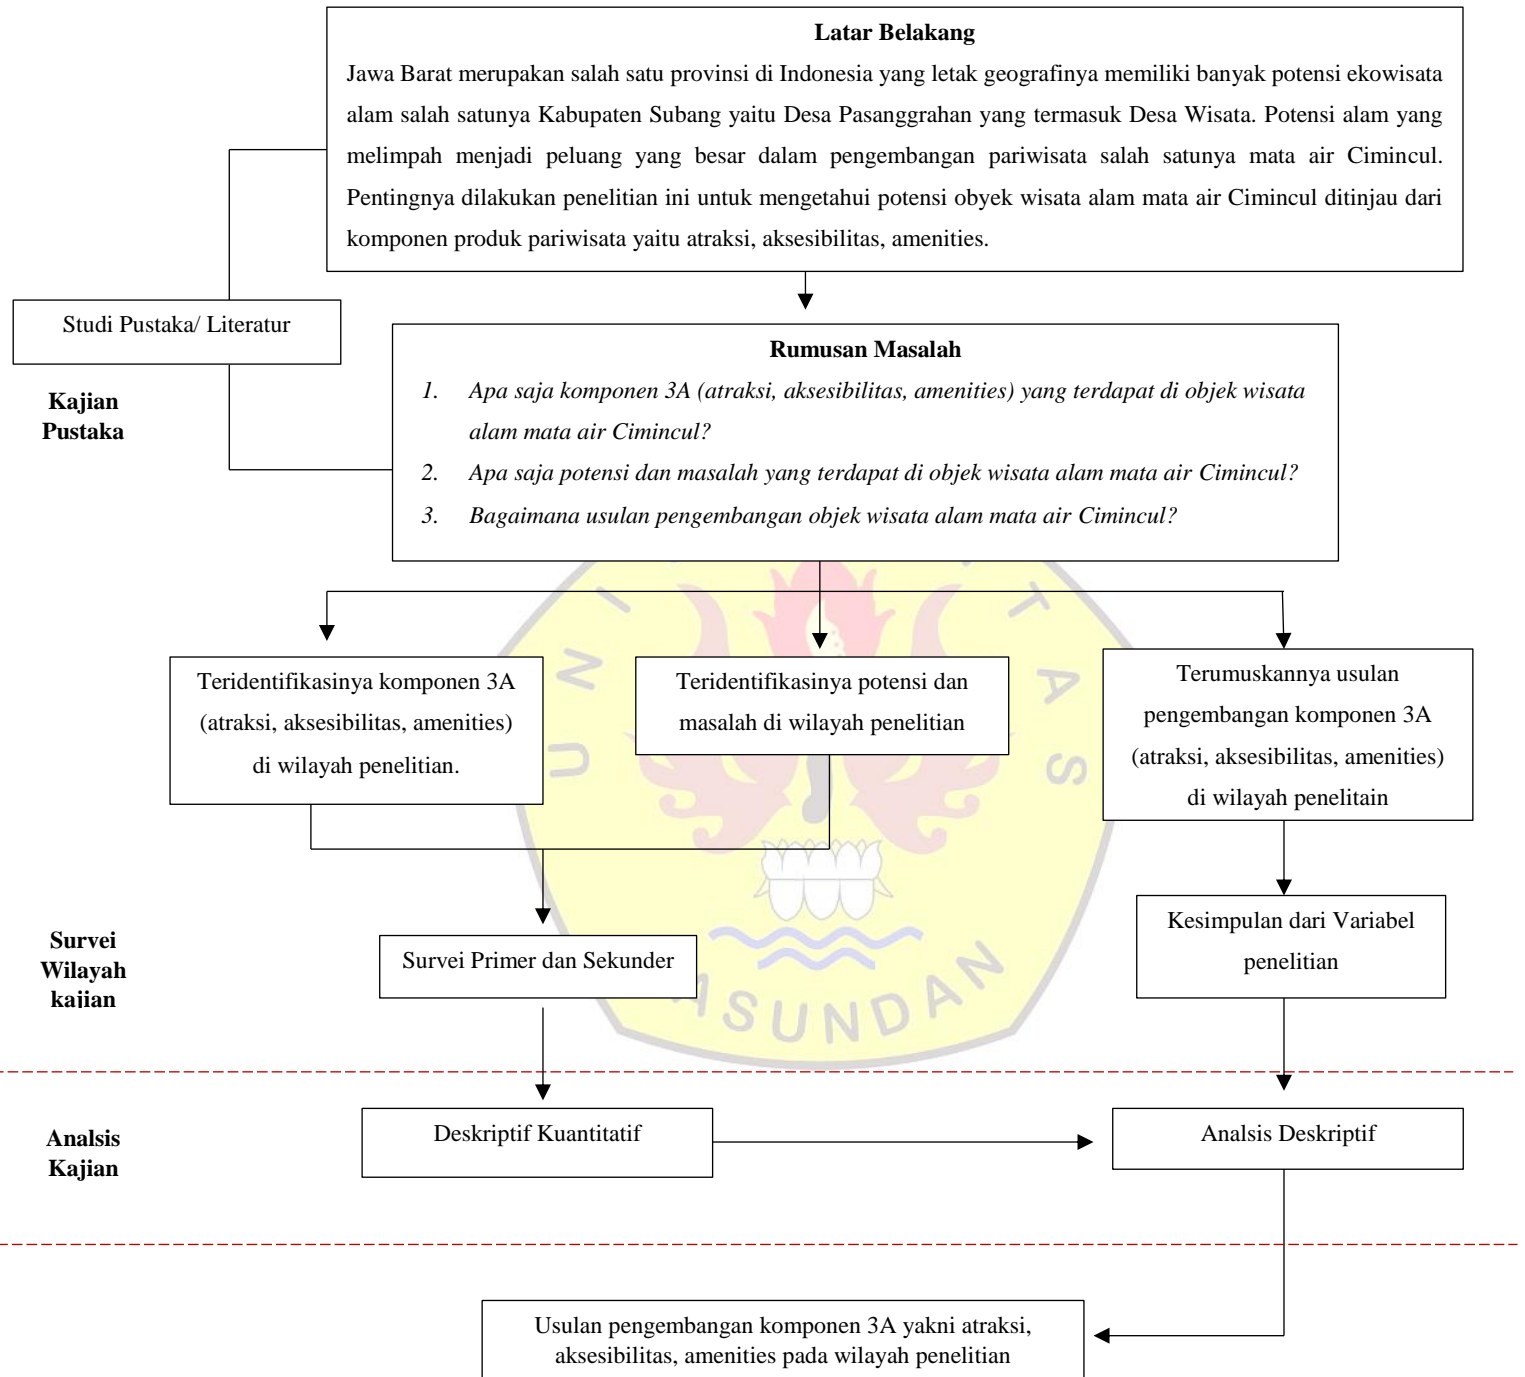 Latar Belakang
Jawa Barat merupakan salah satu provinsi di Indonesia yang letak geografinya memiliki banyak potensi ekowisata
alam salah satunya Kabupaten Subang yaitu Desa Pasanggrahan yang termasuk Desa Wisata. Potensi alam yang
melimpah menjadi peluang yang besar dalam pengembangan pariwisata salah satunya mata air Cimincul.
Pentingnya dilakukan penelitian ini untuk mengetahui potensi obyek wisata alam mata air Cimincul ditinjau dari
komponen produk pariwisata yaitu atraksi, aksesibilitas, amenities.
Studi Pustaka/ Literatur
Kajian
Pustaka
Rumusan Masalah
1. Apa saja komponen 3A (atraksi, aksesibilitas, amenities) yang terdapat di objek wisata
alam mata air Cimincul?
2. Apa saja potensi dan masalah yang terdapat di objek wisata alam mata air Cimincul?
3. Bagaimana usulan pengembangan objek wisata alam mata air Cimincul?
Teridentifikasinya komponen 3A
(atraksi, aksesibilitas, amenities)
di wilayah penelitian.
Teridentifikasinya potensi dan
masalah di wilayah penelitian
Terumuskannya usulan
pengembangan komponen 3A
(atraksi, aksesibilitas, amenities)
di wilayah penelitain
Survei
Wilayah
kajian
Survei Primer dan Sekunder
Kesimpulan dari Variabel
penelitian
UNI TAS
ASUNDAN
Analsis
Kajian
Deskriptif Kuantitatif
Analsis Deskriptif
Usulan pengembangan komponen 3A yakni atraksi,
aksesibilitas, amenities pada wilayah penelitian